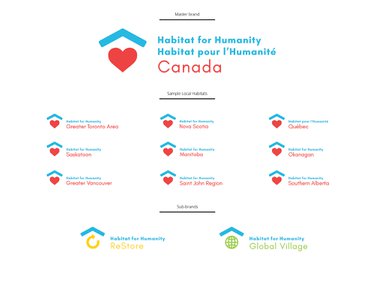 Master brand
Habitat for Humanity
Habitat pour l'Humanité
Canada
Sample Local Habitats
Habitat for Humanity
Greater Toronto Area
Habitat for Humanity
Nova Scotia
Habitat pour l'Humanité
Québec
Habitat for Humanity
Saskatoon
Habitat for Humanity
Manitoba
Habitat for Humanity
Okanagan
Habitat for Humanity
Greater Vancouver
Habitat for Humanity
Saint John Region
Habitat for Humanity
Southern Alberta
Sub-brands
Habitat for Humanity
ReStore
Habitat for Humanity
Global Village